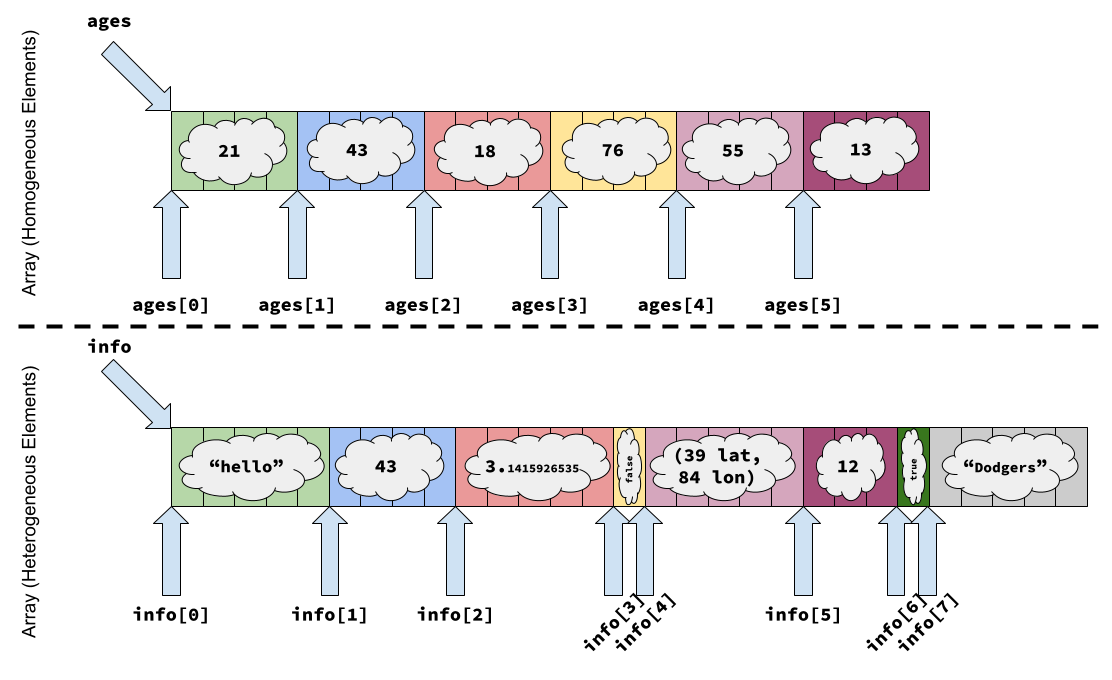 Array (Homogeneous Elements)
ages
21
43
18
76
55
13
ages[0]
ages[1]
ages[2]
ages[3]
ages[4]
ages[5]
Array (Heterogeneous Elements)
info
“hello”
43
3.1415926535
false
(39 lat,
84 lon)
12
true
“Dodgers”
info[0]
info[1]
info[2]
info[3]
info[4]
info[5]
info[6]
info[7]